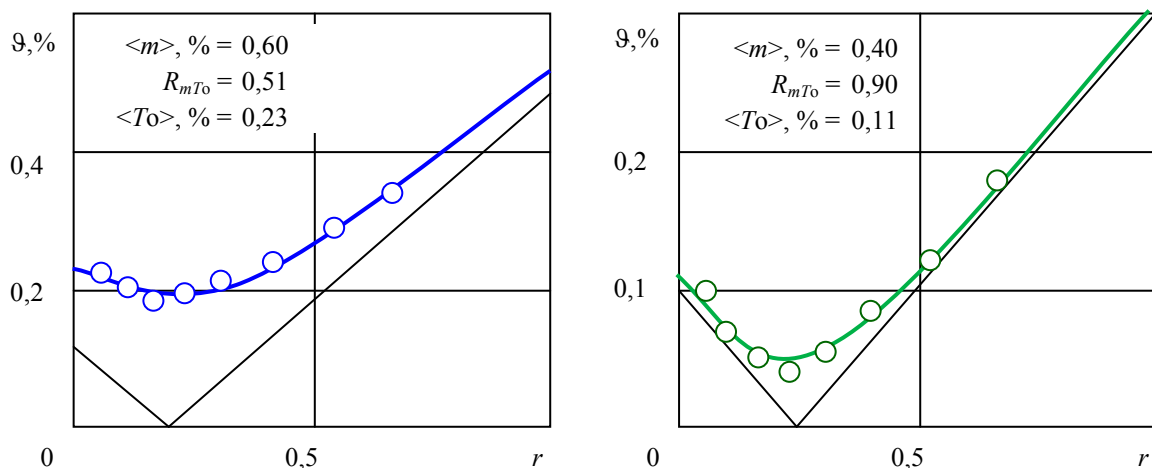 ϑ,%
<m>, % = 0,60
R_mTo = 0,51
<To>, % = 0,23
0,4
0,2
0
0,5
r
<m>, % = 0,40
R_mTo = 0,90
<To>, % = 0,11
ϑ,%
0,2
0,1
0
0,5
r